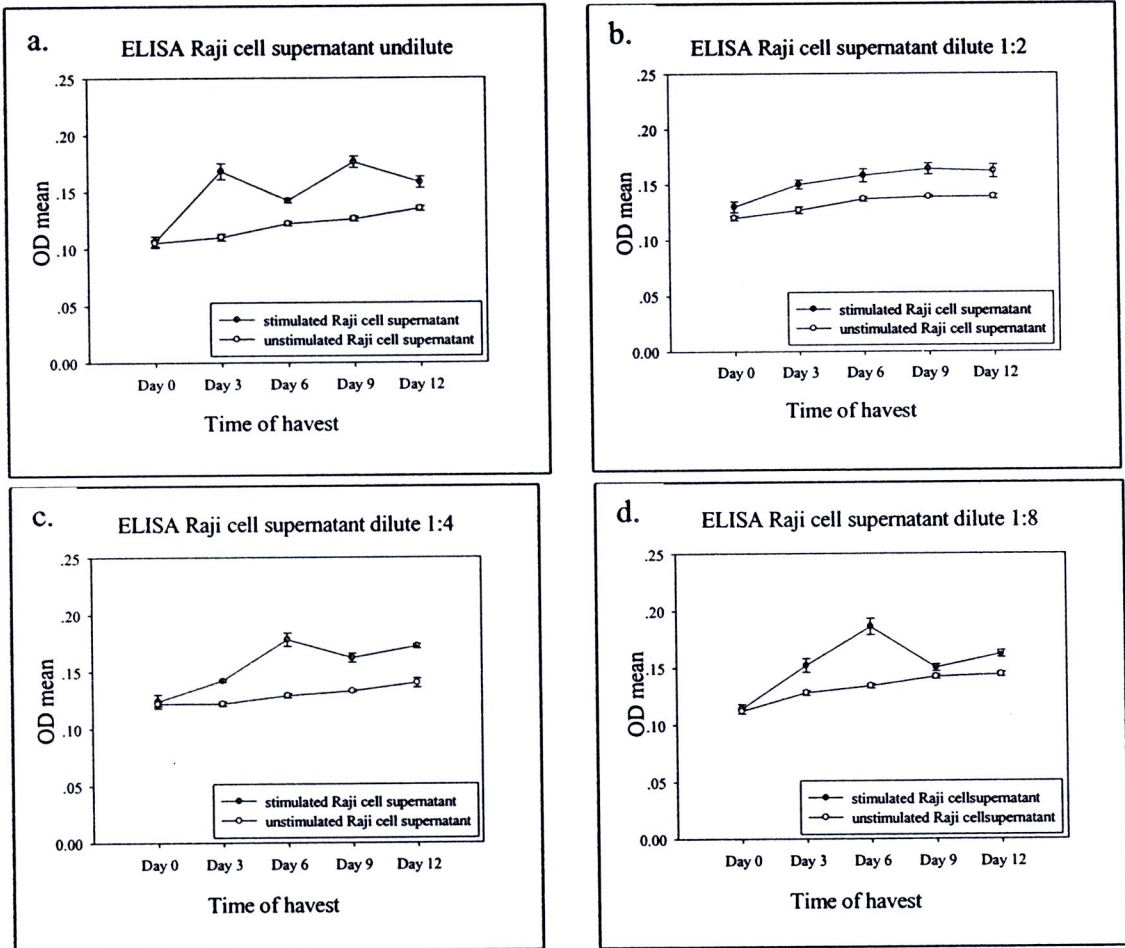 a.
ELISA Raji cell supernatant undilute
.25
.20
.15
.10
.05
0.00
OD mean
stimulated Raji cell supernatant
unstimulated Raji cell supernatant
Day 0 Day 3 Day 6 Day 9 Day 12
Time of havest
b.
ELISA Raji cell supernatant dilute 1:2
.25
.20
.15
.10
.05
0.00
OD mean
stimulated Raji cell supernatant
unstimulated Raji cell supernatant
Day 0 Day 3 Day 6 Day 9 Day 12
Time of havest
c.
ELISA Raji cell supernatant dilute 1:4
.25
.20
.15
.10
.05
0.00
OD mean
stimulated Raji cell supernatant
unstimulated Raji cell supernatant
Day 0 Day 3 Day 6 Day 9 Day 12
Time of havest
d.
ELISA Raji cell supernatant dilute 1:8
.25
.20
.15
.10
.05
0.00
OD mean
stimulated Raji cellsupernatant
unstimulated Raji cellsupernatant
Day 0 Day 3 Day 6 Day 9 Day 12
Time of havest